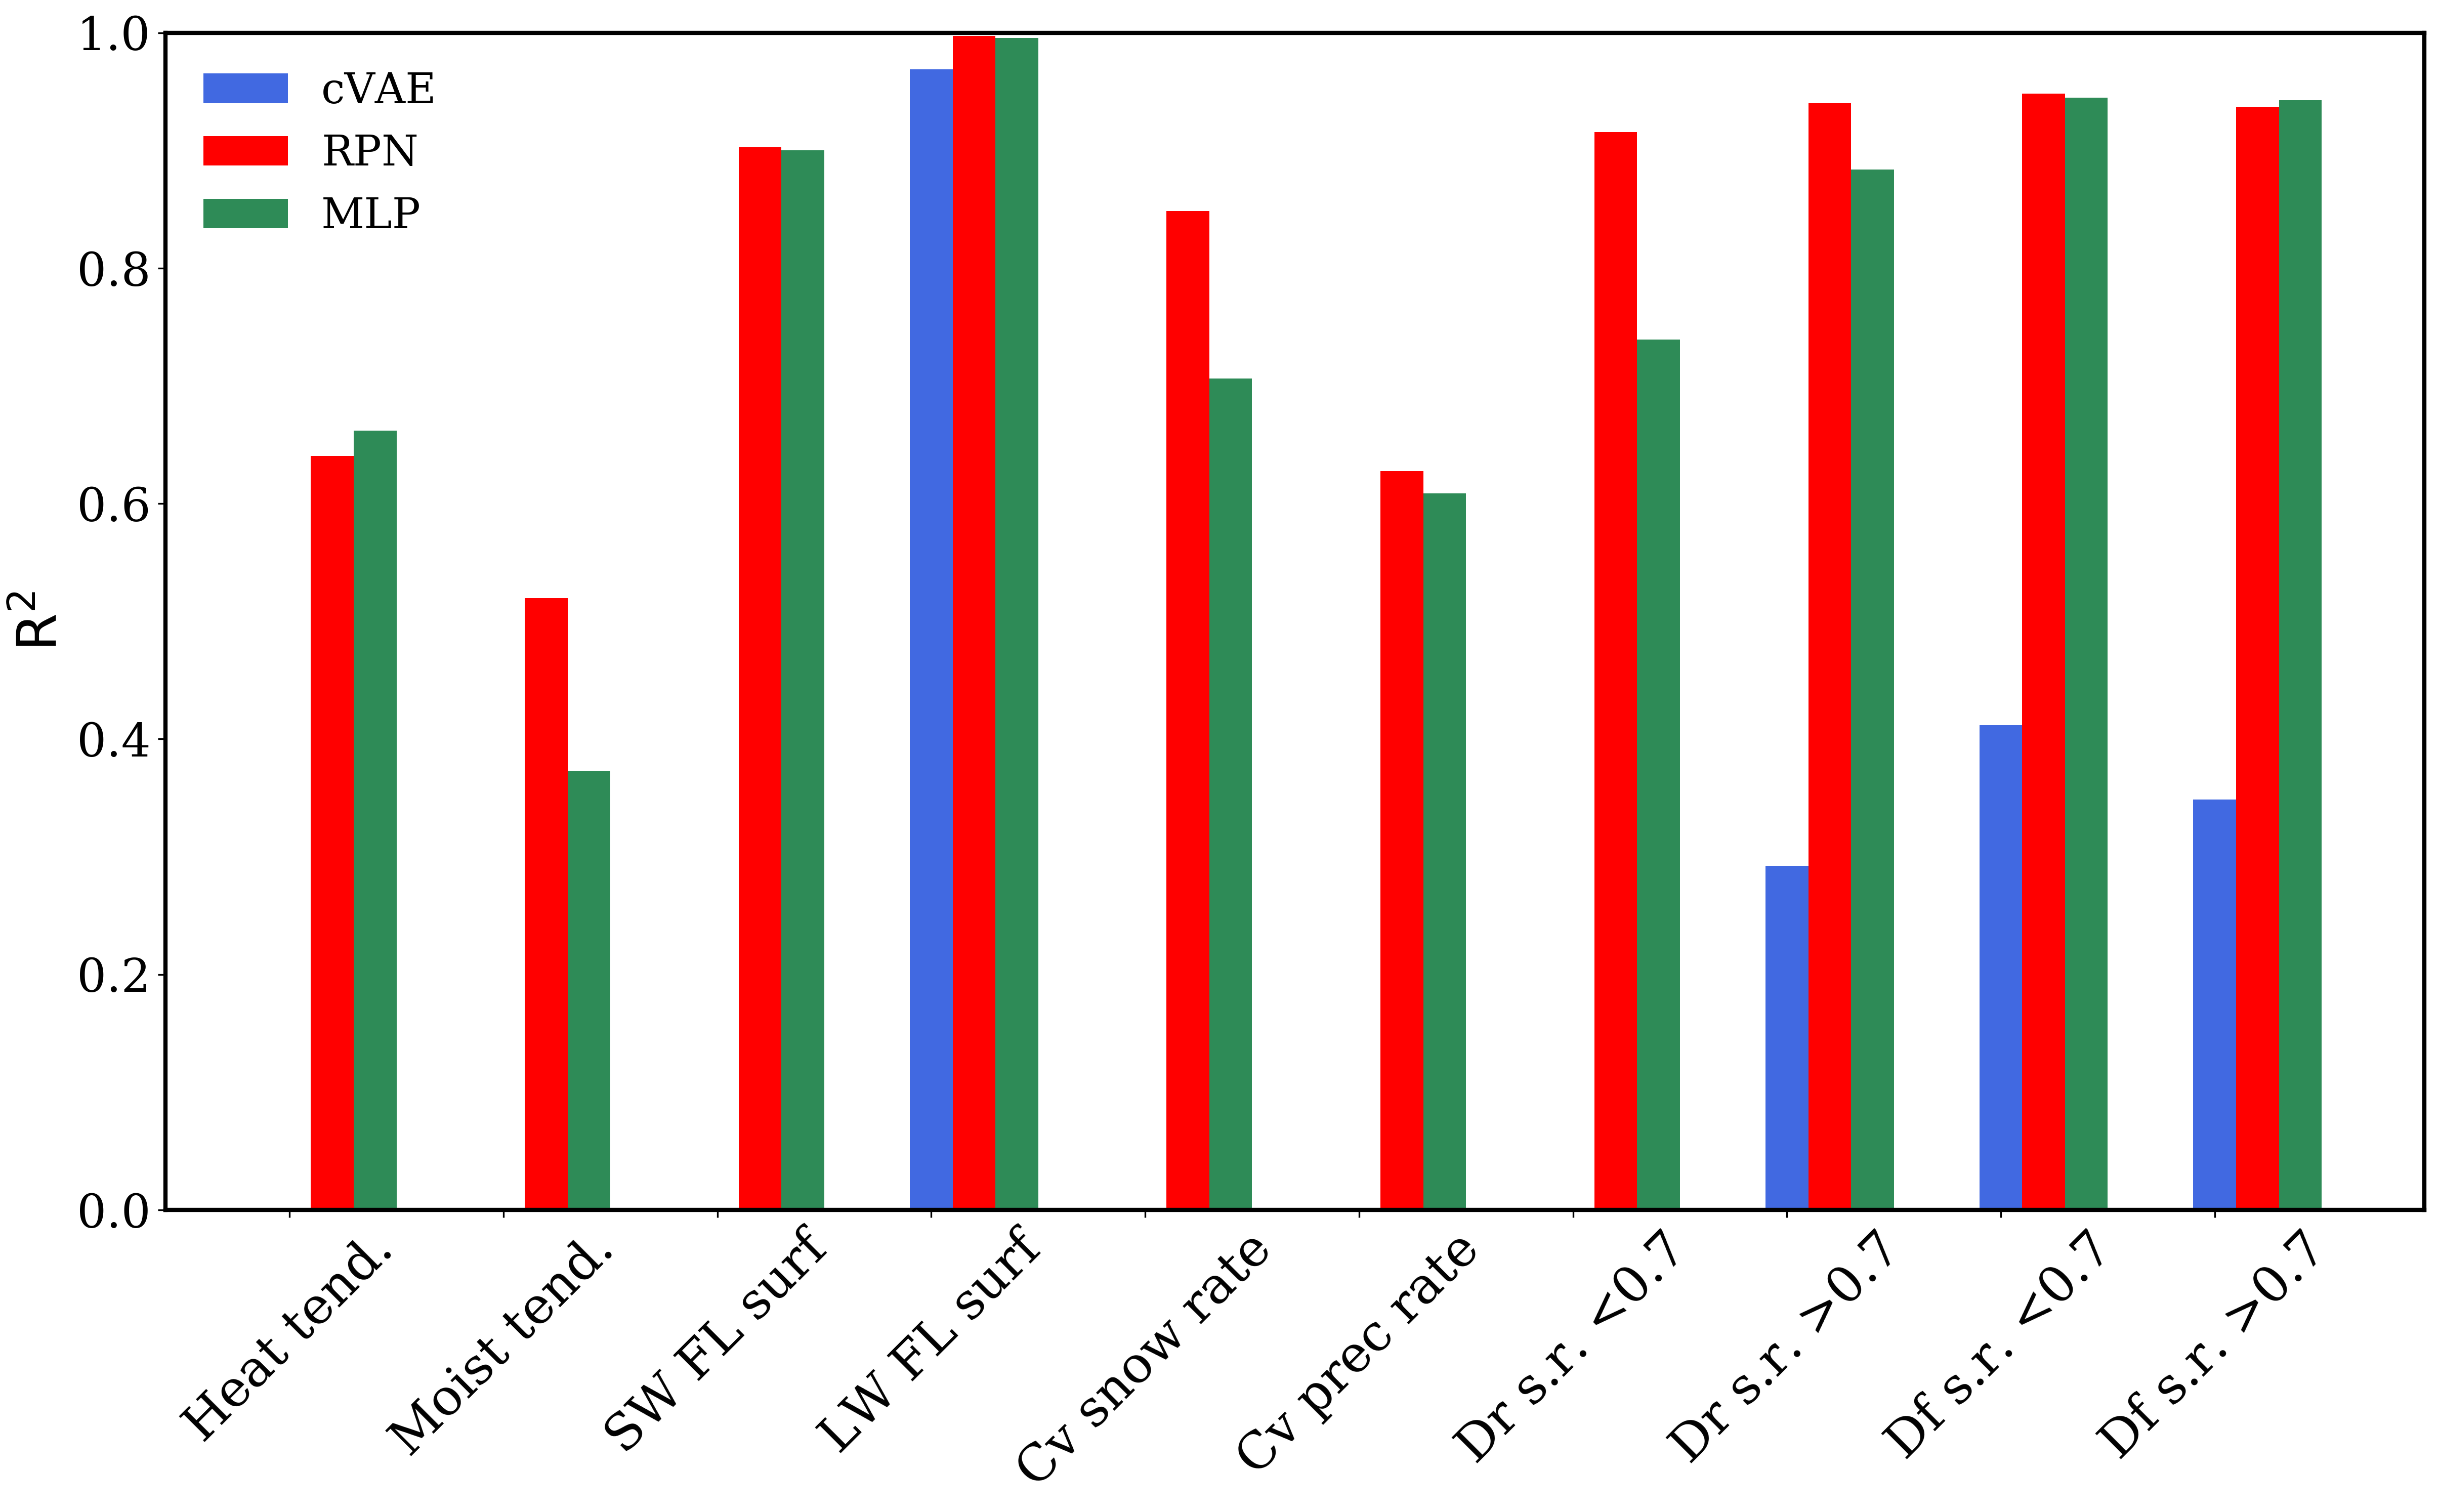 1.0
0.8
0.6
0.4
0.2
0.0
R²
cVAE
RPN
MLP
Heat tend.
Moist tend.
SW FL surf
LW FL surf
Cv snow rate
Cv prec rate
Dr s.r. <0.7
Dr s.r. >0.7
Df s.r. <0.7
Df s.r. >0.7